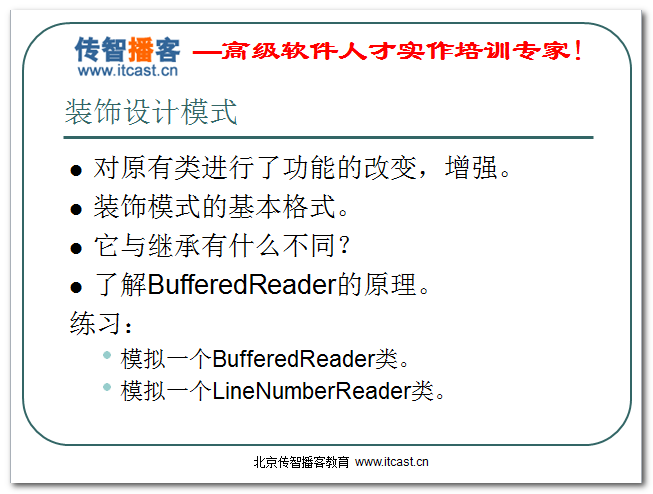 传智播客 —高级软件人才实作培训专家!
www.itcast.cn
装饰设计模式
对原有类进行了功能的改变，增强。
装饰模式的基本格式。
它与继承有什么不同?
了解BufferedReader的原理。
练习：
模拟一个BufferedReader类。
模拟一个LineNumberReader类。
北京传智播客教育 www.itcast.cn